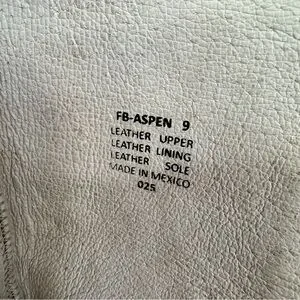 FB-ASPEN 9
LEATHER UPPER
LEATHER LINING
LEATHER SOLE
MADE IN MEXICO
025